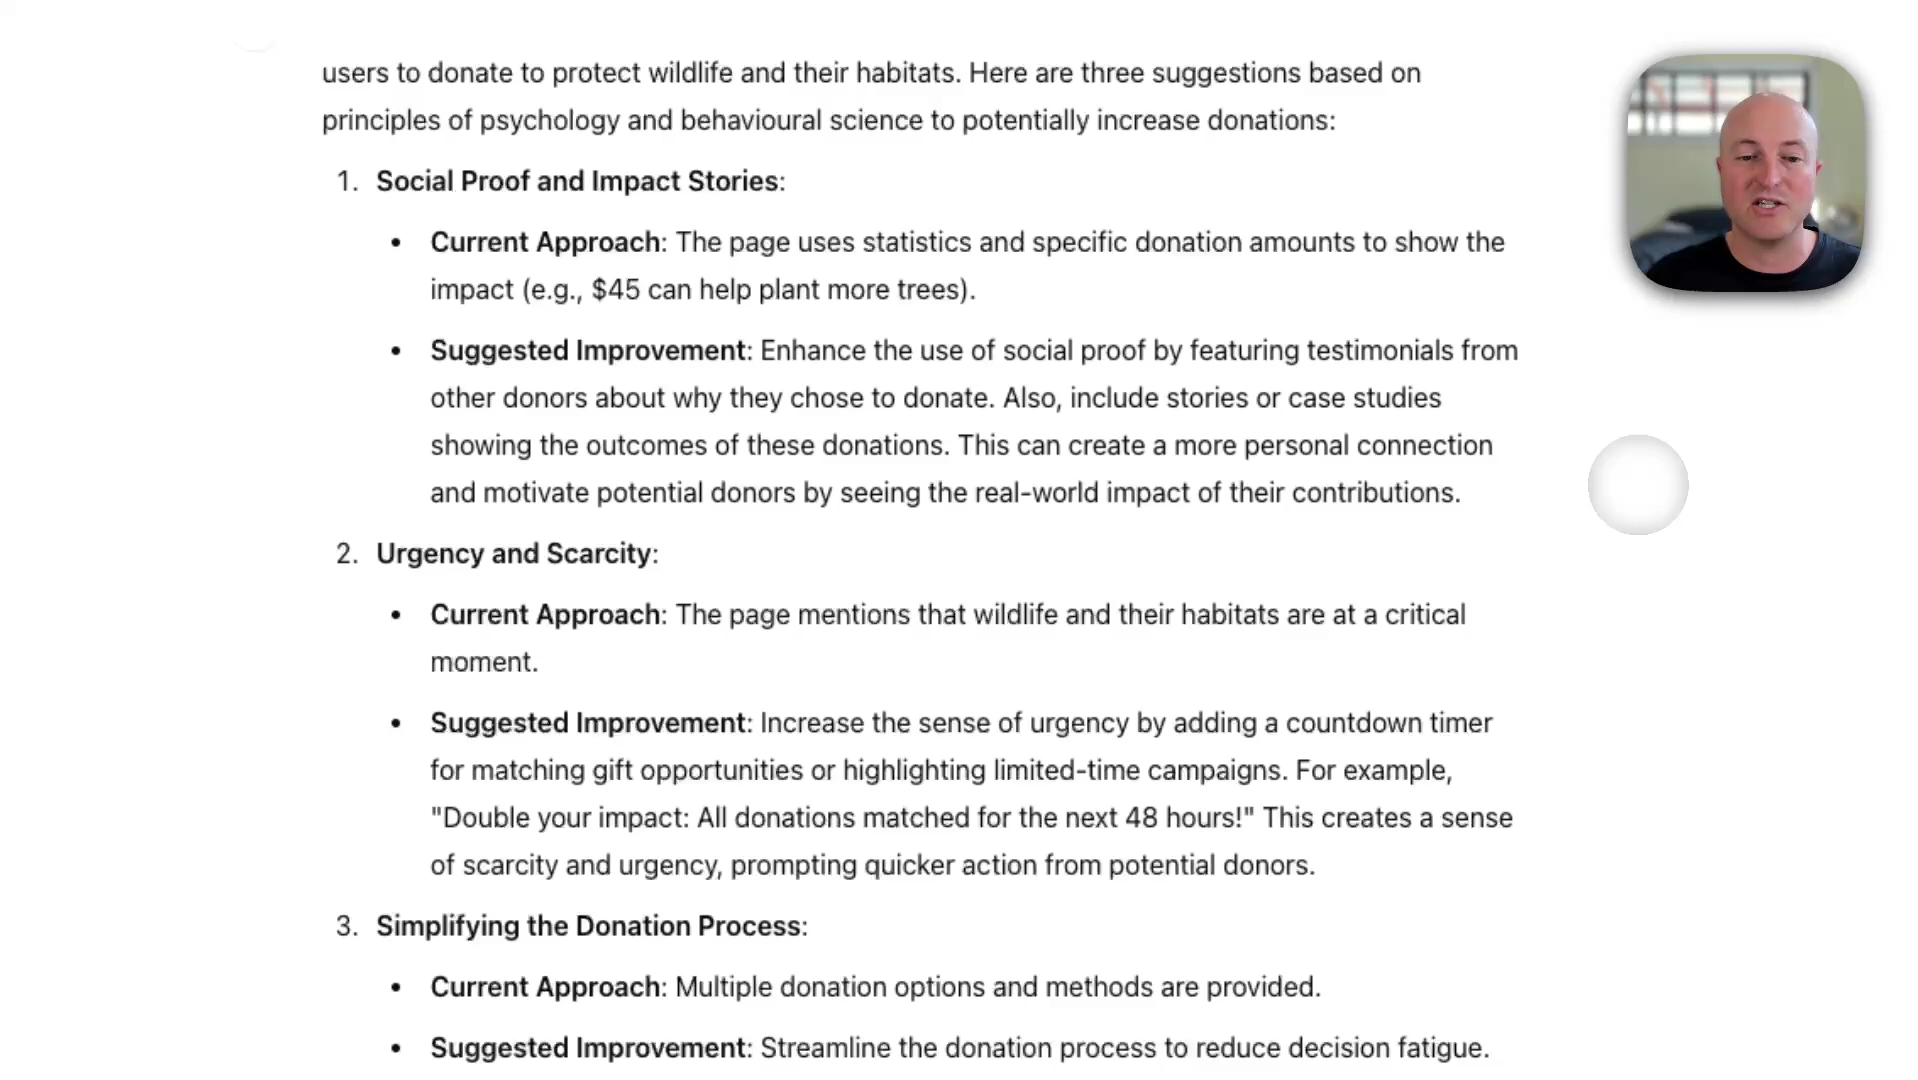 users to donate to protect wildlife and their habitats. Here are three suggestions based on
principles of psychology and behavioural science to potentially increase donations:
1. Social Proof and Impact Stories:
• Current Approach: The page uses statistics and specific donation amounts to show the
impact (e.g., $45 can help plant more trees).
• Suggested Improvement: Enhance the use of social proof by featuring testimonials from
other donors about why they chose to donate. Also, include stories or case studies
showing the outcomes of these donations. This can create a more personal connection
and motivate potential donors by seeing the real-world impact of their contributions.
2. Urgency and Scarcity:
• Current Approach: The page mentions that wildlife and their habitats are at a critical
moment.
• Suggested Improvement: Increase the sense of urgency by adding a countdown timer
for matching gift opportunities or highlighting limited-time campaigns. For example,
"Double your impact: All donations matched for the next 48 hours!" This creates a sense
of scarcity and urgency, prompting quicker action from potential donors.
3. Simplifying the Donation Process:
• Current Approach: Multiple donation options and methods are provided.
• Suggested Improvement: Streamline the donation process to reduce decision fatigue.